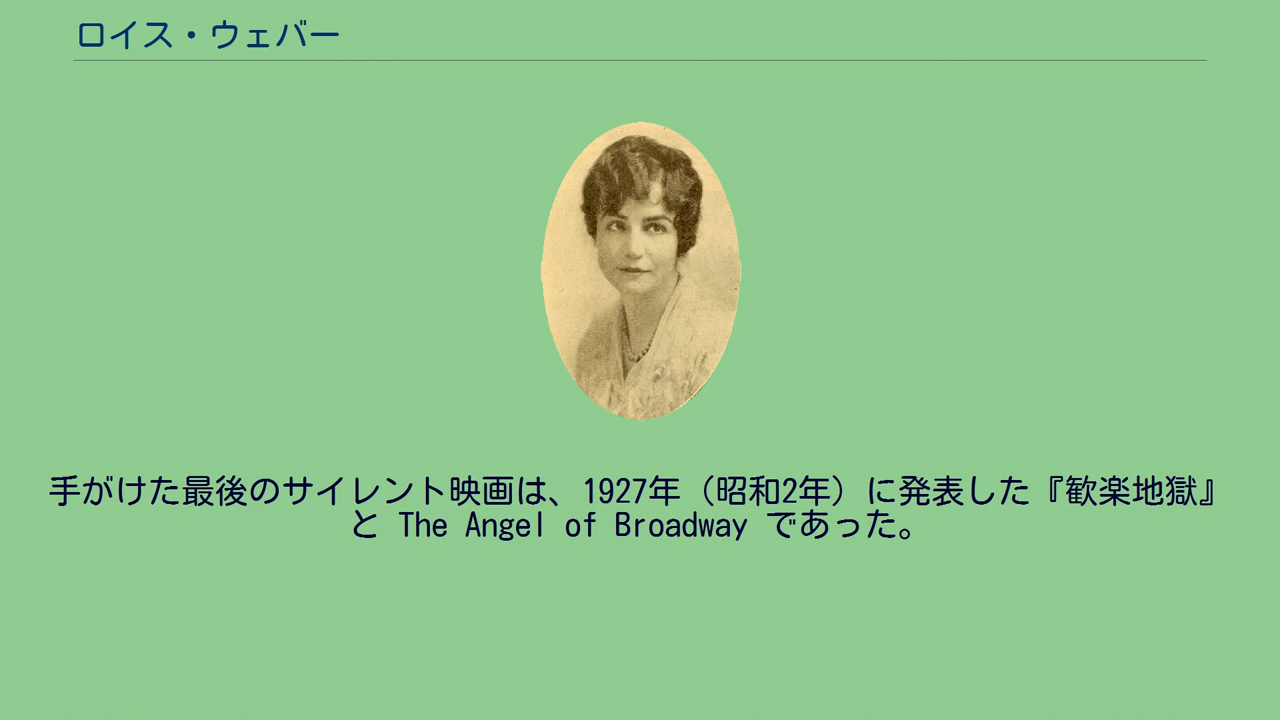 ロイス・ウェバー
手がけた最後のサイレント映画は、1927年（昭和2年）に発表した『歓楽地獄』
と The Angel of Broadway であった。